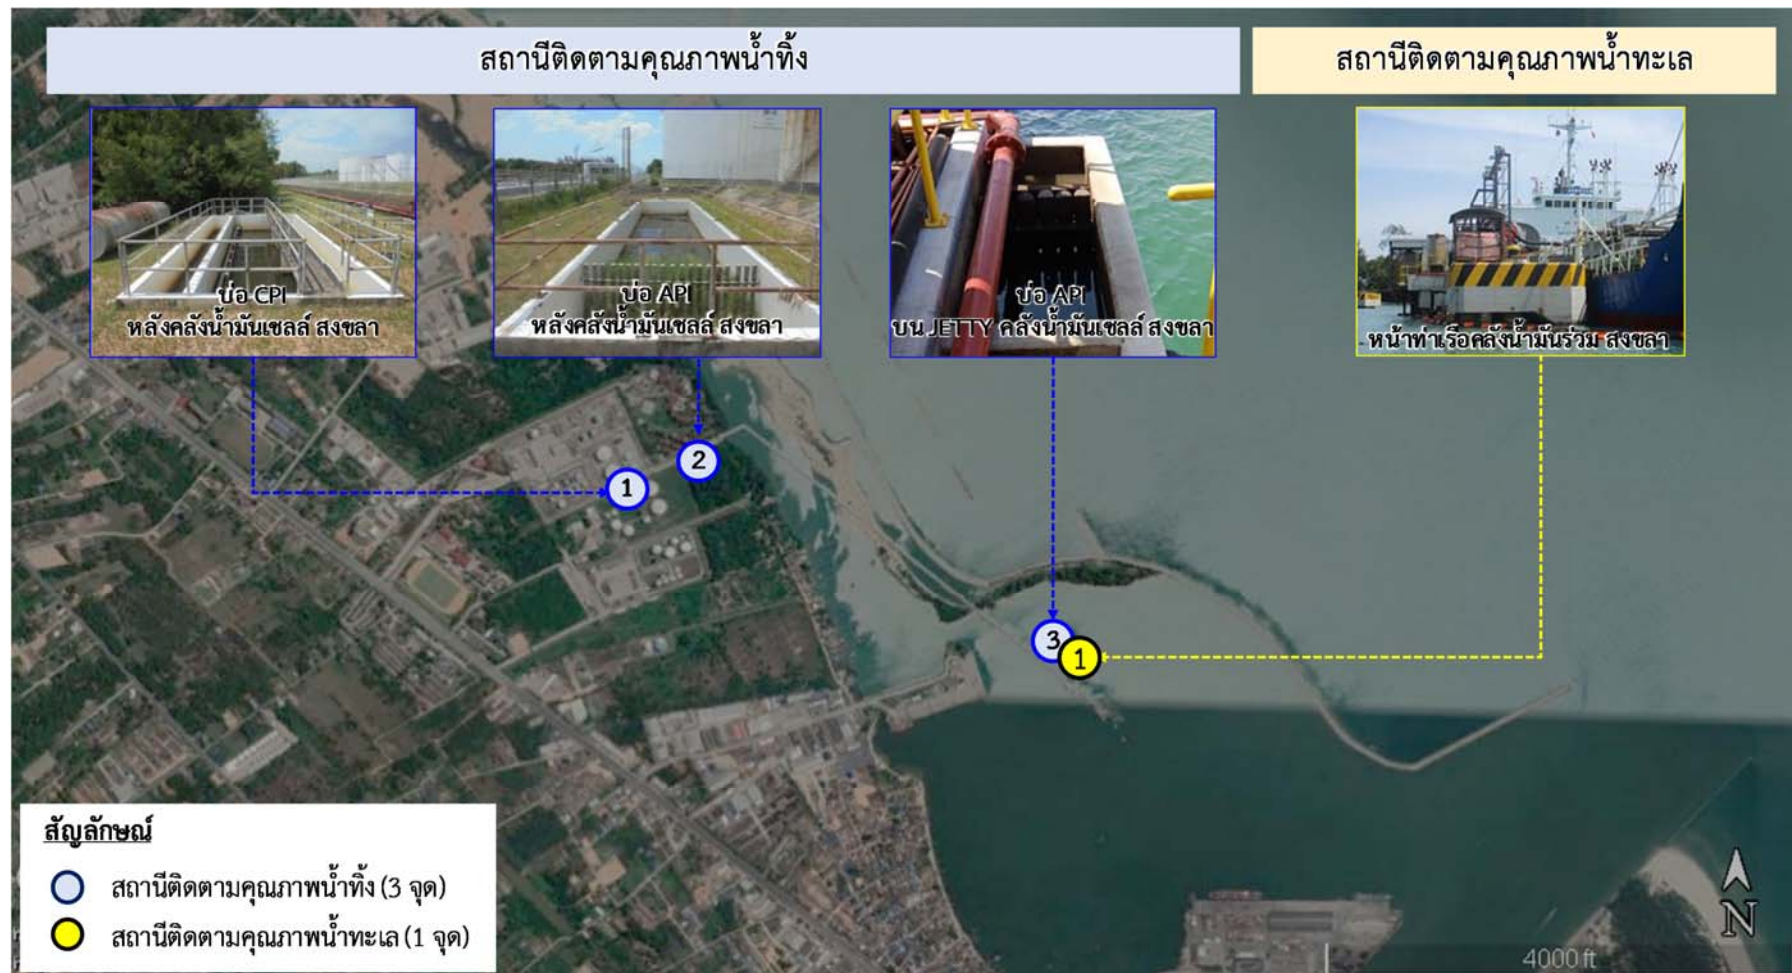 สถานีติดตามคุณภาพน้ำทิ้ง
สถานีติดตามคุณภาพน้ำทะเล
บ่อ CPI
หลังคลังน้ำมันเชลล์ สงขลา
บ่อ API
หลังคลังน้ำมันเชลล์ สงขลา
บ่อ API
บน JETTY คลังน้ำมันเชลล์ สงขลา
หน้าท่าเรือคลังน้ำมันร่วม สงขลา
2
1
3
1
สัญลักษณ์
สถานีติดตามคุณภาพน้ำทิ้ง (3 จุด)
สถานีติดตามคุณภาพน้ำทะเล (1 จุด)
N
4000 ft